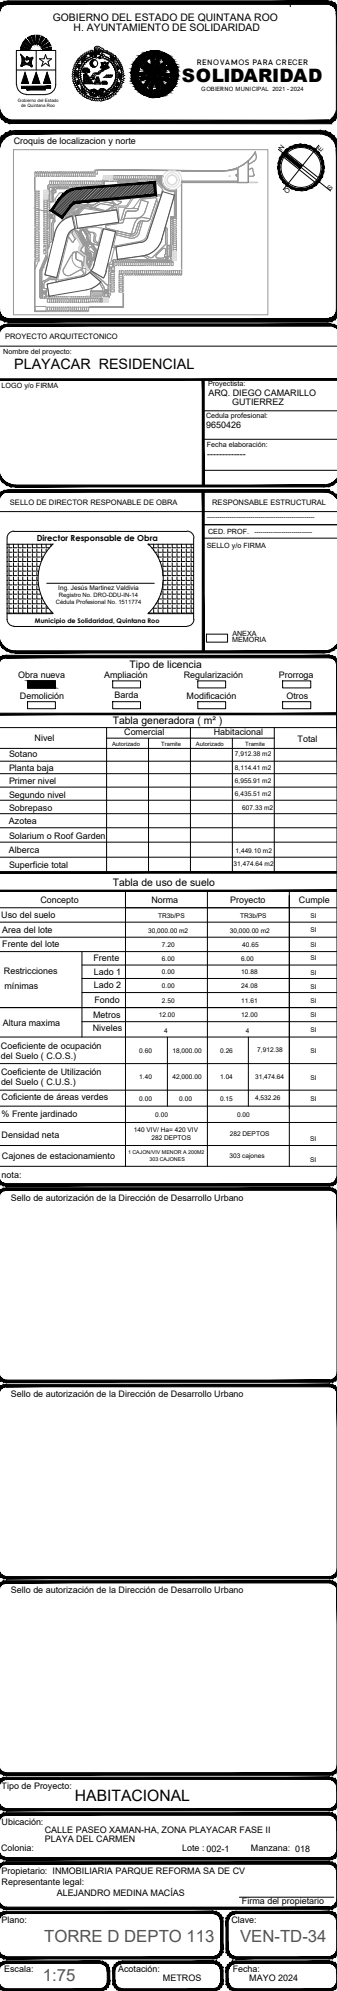 GOBIERNO DEL ESTADO DE QUINTANA ROO
H. AYUNTAMIENTO DE SOLIDARIDAD
Gobierno del Estado
de Quintana Roo
RENOVAMOS PARA CRECER
SOLIDARIDAD
GOBIERNO MUNICIPAL 2021 - 2024
Croquis de localizacion y norte
PROYECTO ARQUITECTONICO
Nombre del proyecto:
PLAYACAR RESIDENCIAL
LOGO y/o FIRMA
Proyectista:
ARQ. DIEGO CAMARILLO
GUTIERREZ
Cedula profesional:
9650426
Fecha elaboración:
-------------
SELLO DE DIRECTOR RESPONABLE DE OBRA
RESPONSABLE ESTRUCTURAL
CED. PROF. -------------------------
SELLO y/o FIRMA
Director Responsable de Obra
Ing. Jesús Martínez Valdivia
Registro No. DRO-DDU-IN-14
Cédula Profesional No. 1511774
Municipio de Solidaridad, Quintana Roo
ANEXA
MEMORIA
Tipo de licencia
Obra nueva Ampliación Regularización Prorroga
Demolición Barda Modificación Otros
Tabla generadora ( m² )
Nivel Comercial Habitacional Total
Autorizado Tramite Autorizado Tramite
Sotano 7,912.38 m2
Planta baja 8,114.41 m2
Primer nivel 6,955.91 m2
Segundo nivel 6,435.51 m2
Sobrepaso 607.33 m2
Azotea
Solarium o Roof Garden
Alberca 1,449.10 m2
Superficie total 31,474.64 m2
Tabla de uso de suelo
Concepto Norma Proyecto Cumple
Uso del suelo TR3b/PS TR3b/PS SI
Area del lote 30,000.00 m2 30,000.00 m2 SI
Frente del lote 7.20 40.65 SI
Restricciones mínimas
Frente 6.00 6.00 SI
Lado 1 0.00 10.88 SI
Lado 2 0.00 24.08 SI
Fondo 2.50 11.61 SI
Altura maxima
Metros 12.00 12.00 SI
Niveles 4 4 SI
Coeficiente de ocupación
del Suelo ( C.O.S.) 0.60 18,000.00 0.26 7,912.38 SI
Coeficiente de Utilización
del Suelo ( C.U.S.) 1.40 42,000.00 1.04 31,474.64 SI
Coficiente de áreas verdes 0.00 0.00 0.15 4,532.26 SI
% Frente jardinado 0.00 0.00
Densidad neta 140 VIV/ Ha= 420 VIV
282 DEPTOS 282 DEPTOS SI
Cajones de estacionamiento 1 CAJON/VIV MENOR A 200M2
303 CAJONES 303 cajones SI
nota:
Sello de autorización de la Dirección de Desarrollo Urbano
Sello de autorización de la Dirección de Desarrollo Urbano
Sello de autorización de la Dirección de Desarrollo Urbano
Tipo de Proyecto:
HABITACIONAL
Ubicación:
CALLE PASEO XAMAN-HA, ZONA PLAYACAR FASE II
PLAYA DEL CARMEN
Colonia: Lote : 002-1 Manzana: 018
Propietario: INMOBILIARIA PARQUE REFORMA SA DE CV
Representante legal:
ALEJANDRO MEDINA MACÍAS
Firma del propietario
Plano:
TORRE D DEPTO 113
Clave:
VEN-TD-34
Escala: 1:75
Acotación:
METROS
Fecha:
MAYO 2024